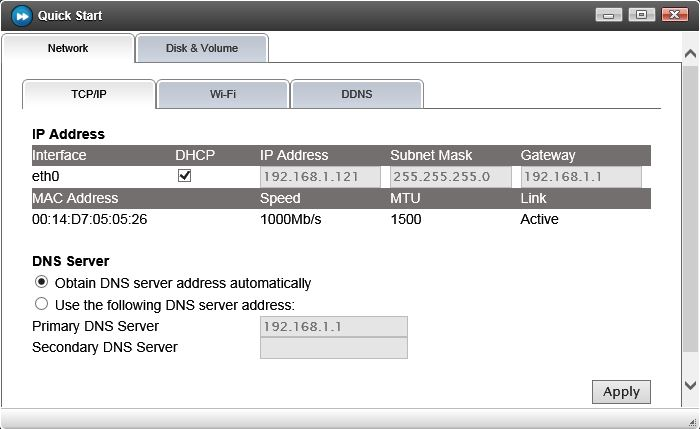 Quick Start
Network Disk & Volume
TCP/IP Wi-Fi DDNS
IP Address
Interface DHCP IP Address Subnet Mask Gateway
eth0 192.168.1.121 255.255.255.0 192.168.1.1
MAC Address Speed MTU Link
00:14:D7:05:05:26 1000Mb/s 1500 Active
DNS Server
Obtain DNS server address automatically
Use the following DNS server address:
Primary DNS Server 192.168.1.1
Secondary DNS Server
Apply